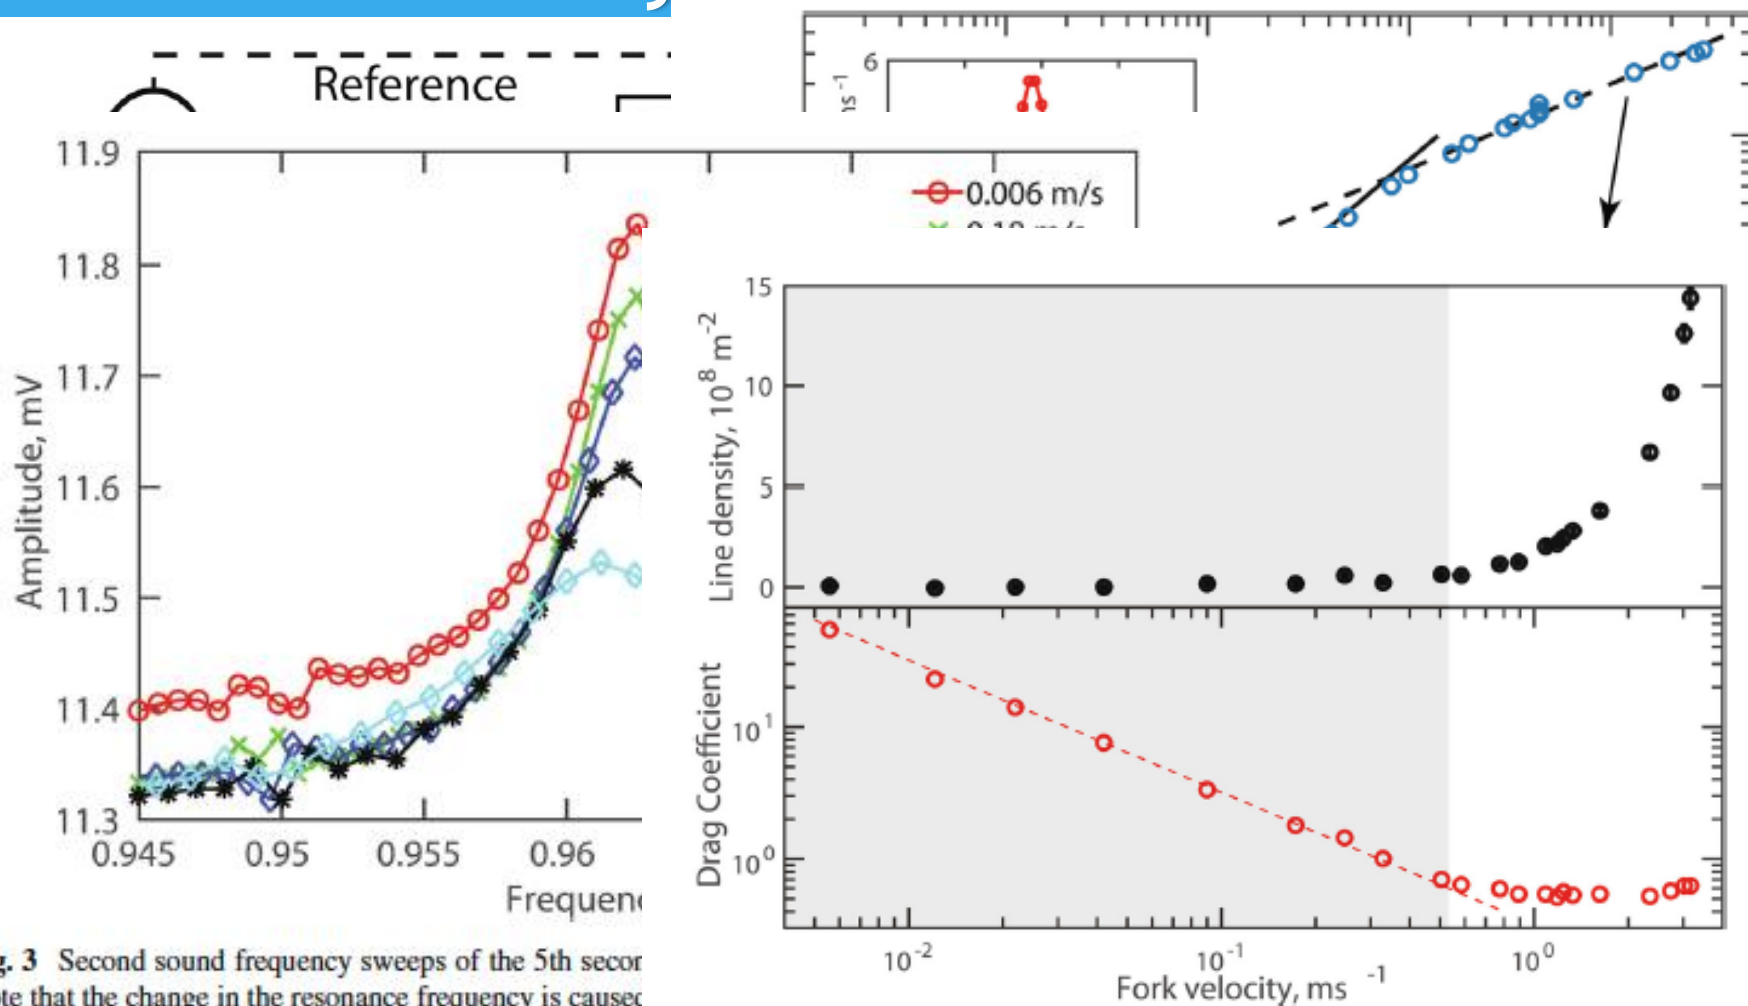 Reference
6
ms⁻¹
11.9
11.8
11.7
11.6
11.5
11.4
11.3
Amplitude, mV
0.006 m/s
0.945
0.95
0.955
0.96
15
10
5
0
Line density, 10⁸ m⁻²
10¹
10⁰
Drag Coefficient
10⁻² 10⁻¹ 10⁰
Fork velocity, ms⁻¹
3 Second sound frequency sweeps of the 5th
that the change in the resonance frequency is caused